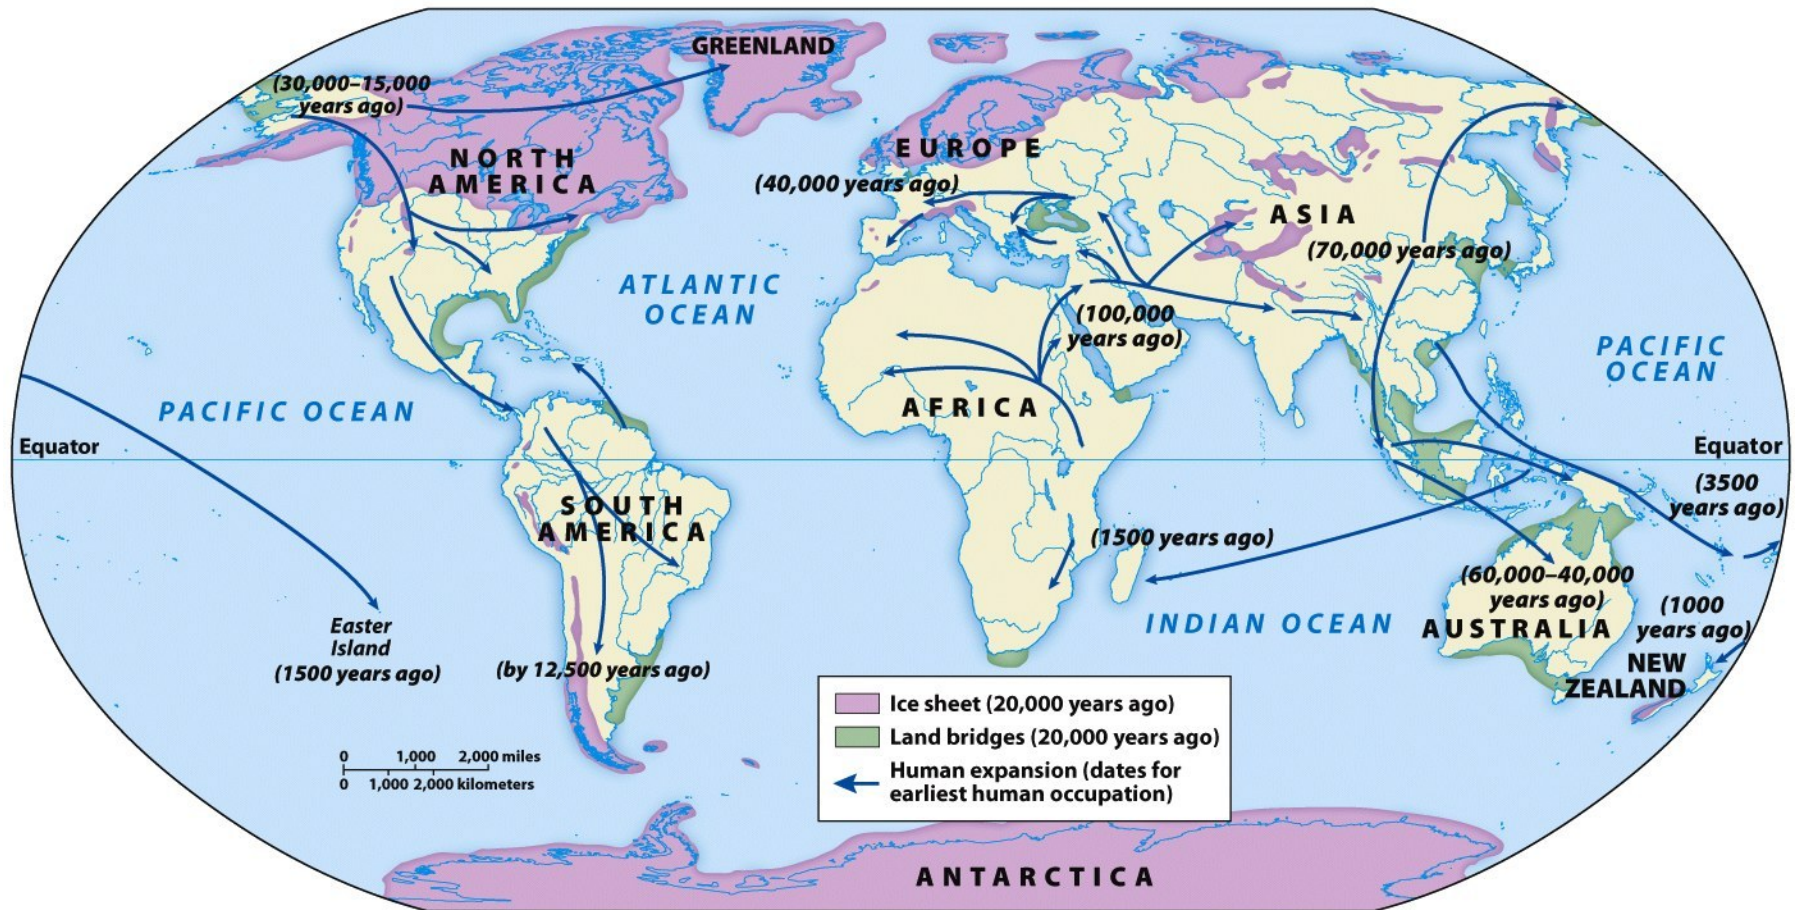 GREENLAND
(30,000–15,000
years ago)
NORTH
AMERICA
EUROPE
(40,000 years ago)
ASIA
(70,000 years ago)
ATLANTIC
OCEAN
(100,000
years ago)
PACIFIC
OCEAN
PACIFIC OCEAN
AFRICA
Equator
Equator
(3500
years ago)
SOUTH
AMERICA
(1500 years ago)
(60,000–40,000
years ago)
(1000
years ago)
INDIAN OCEAN
AUSTRALIA
Easter
Island
(1500 years ago)
(by 12,500 years ago)
NEW
ZEALAND
Ice sheet (20,000 years ago)
Land bridges (20,000 years ago)
Human expansion (dates for
earliest human occupation)
0 1,000 2,000 miles
0 1,000 2,000 kilometers
ANTARCTICA